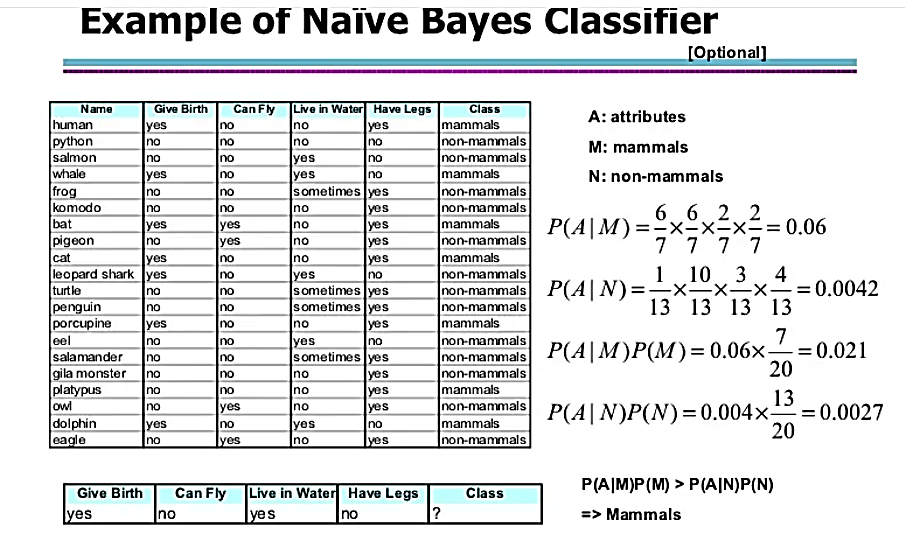 Example of Naïve Bayes Classifier
[Optional]
Name Give Birth Can Fly Live in Water Have Legs Class
human yes no no yes mammals
python no no no no non-mammals
salmon no no yes no non-mammals
whale yes no yes no mammals
frog no no sometimes yes non-mammals
komodo no no no yes non-mammals
bat yes yes no yes mammals
pigeon no yes no yes non-mammals
cat yes no no yes mammals
leopard shark yes no yes no non-mammals
turtle no no sometimes yes non-mammals
penguin no no sometimes yes non-mammals
porcupine yes no no yes mammals
eel no no yes no non-mammals
salamander no no sometimes yes non-mammals
gila monster no no no yes non-mammals
platypus no no no yes mammals
owl no yes no yes non-mammals
dolphin yes no yes no mammals
eagle no yes no yes non-mammals
A: attributes
M: mammals
N: non-mammals
P(A|M) = 6/7 × 6/7 × 2/7 × 2/7 = 0.06
P(A|N) = 1/13 × 10/13 × 3/13 × 4/13 = 0.0042
P(A|M)P(M) = 0.06 × 7/20 = 0.021
P(A|N)P(N) = 0.004 × 13/20 = 0.0027
Give Birth Can Fly Live in Water Have Legs Class
yes no yes no ?
P(A|M)P(M) > P(A|N)P(N)
=> Mammals